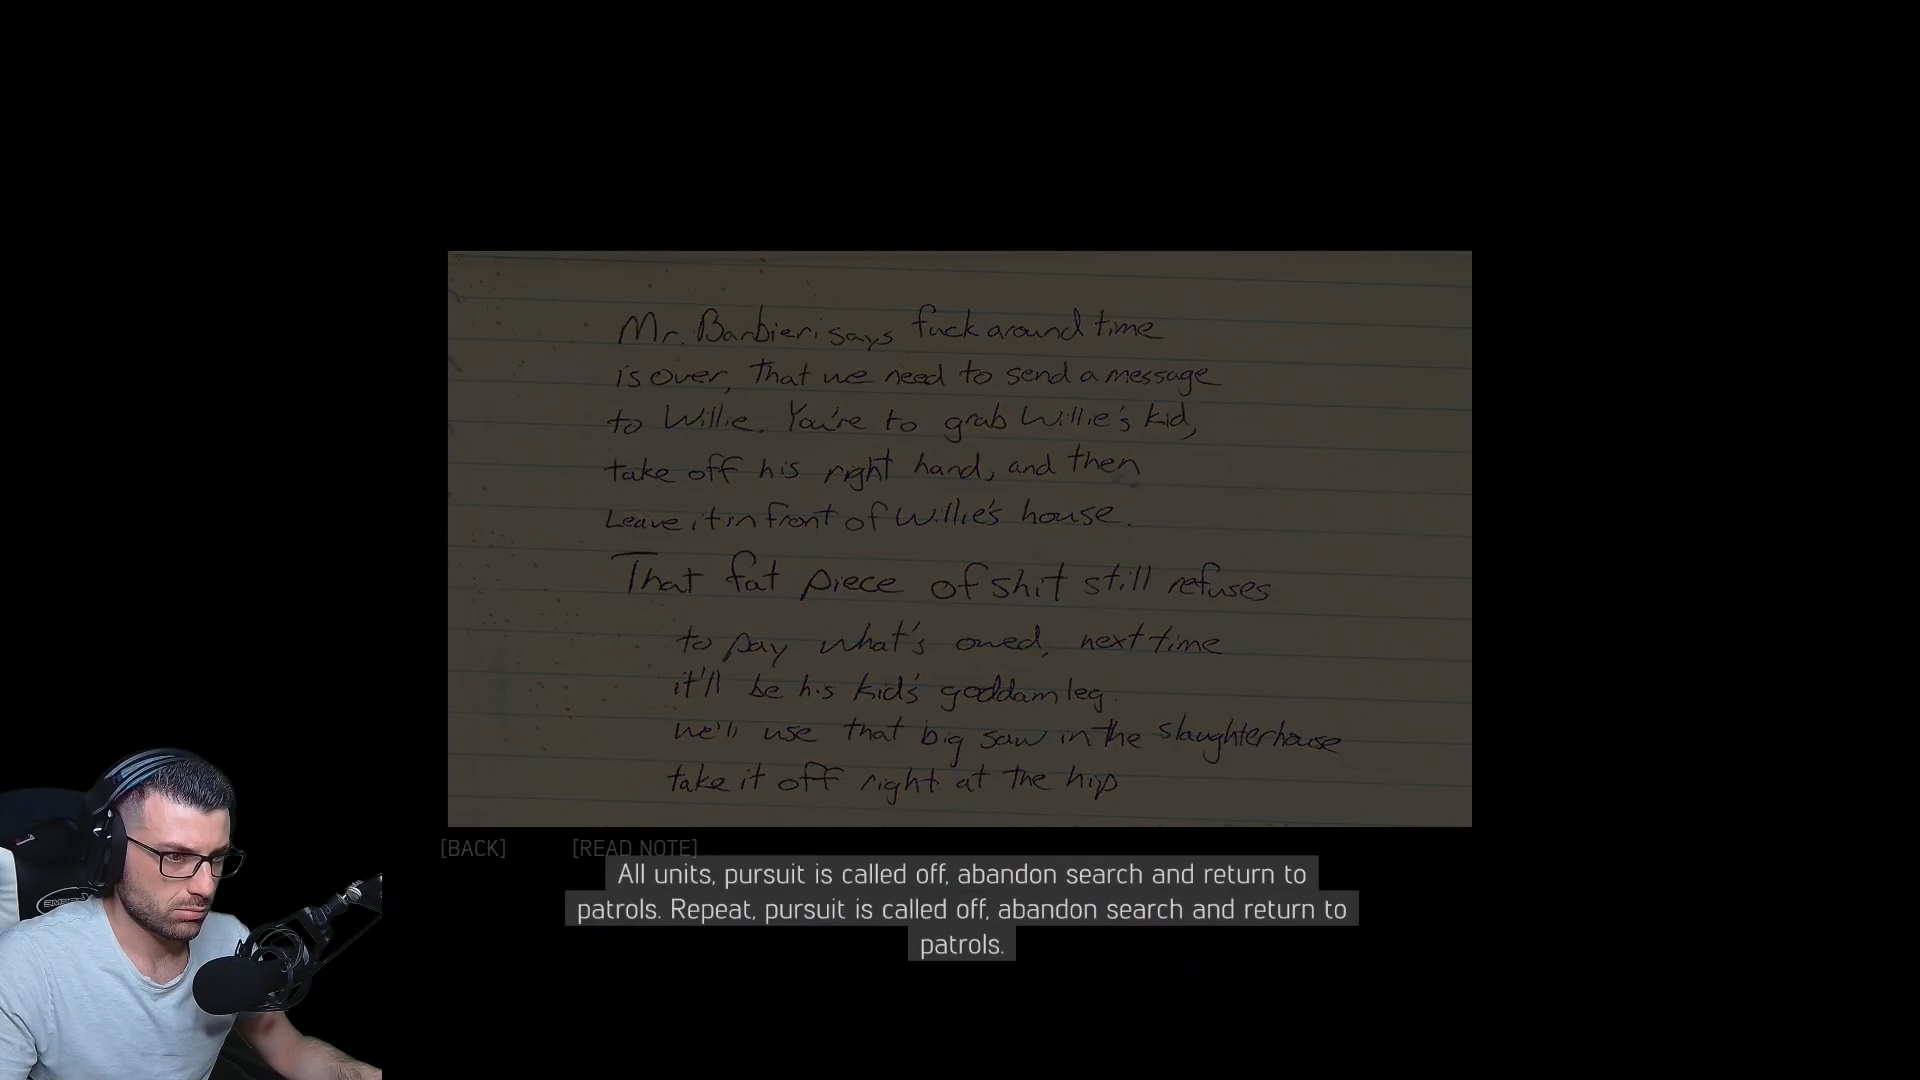 Mr. Barbieri says fuck around time
is over, that we need to send a message
to Willie. You're to grab Willie's kid,
take off his right hand, and then
Leave it in front of Willie's house.
That fat piece of shit still refuses
to pay what's owed, next time
it'll be his kid's goddam leg.
we'll use that big saw in the slaughterhouse
take it off right at the hip
[BACK] [READ NOTE]
All units, pursuit is called off, abandon search and return to
patrols. Repeat, pursuit is called off, abandon search and return to
patrols.